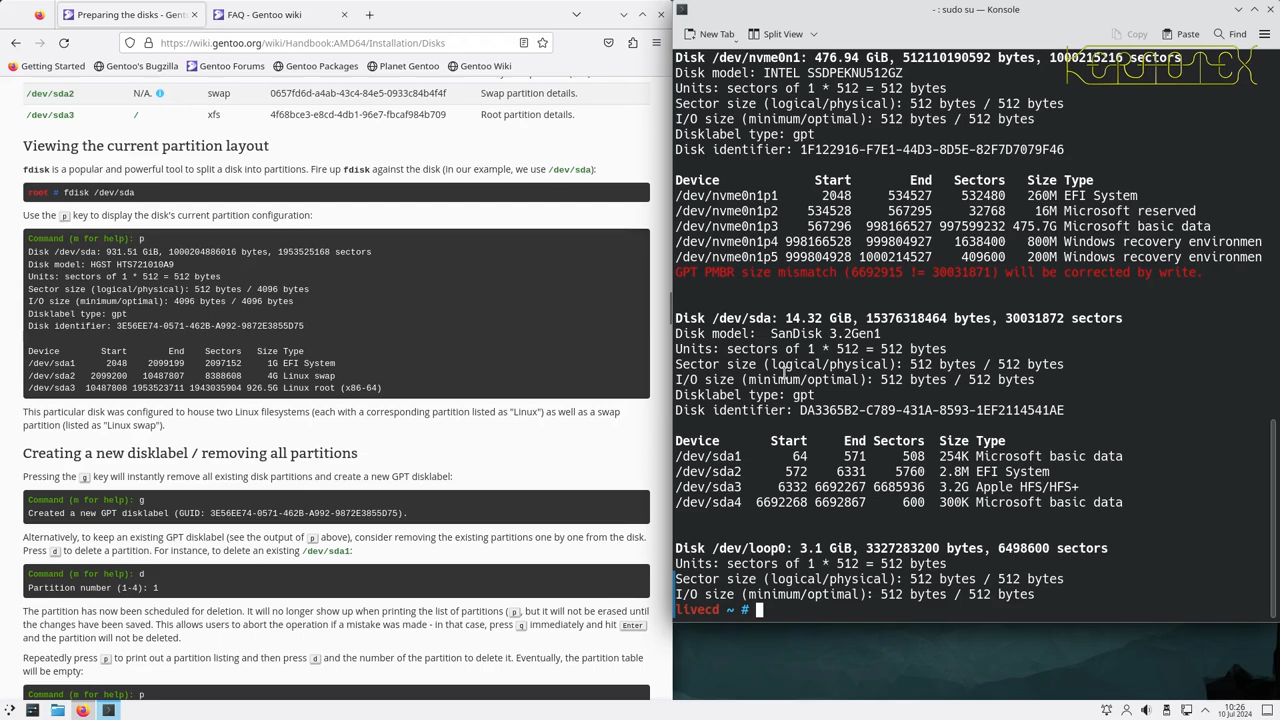 Preparing the disks - Gent
FAQ - Gentoo wiki
https://wiki.gentoo.org/wiki/Handbook:AMD64/Installation/Disks
Getting Started
Gentoo's Bugzilla
Gentoo Forums
Gentoo Packages
Planet Gentoo
Gentoo Wiki
/dev/sda2 N/A. swap 0657fd6d-a4ab-43c4-84e5-0933c84b4f4f Swap partition details.
/dev/sda3 / xfs 4f68bce3-e8cd-4db1-96e7-fbcaf984b709 Root partition details.
Viewing the current partition layout
fdisk is a popular and powerful tool to split a disk into partitions. Fire up fdisk against the disk (in our example, we use /dev/sda):
root # fdisk /dev/sda
Use the p key to display the disk's current partition configuration:
Command (m for help): p
Disk /dev/sda: 931.51 GiB, 1000204886016 bytes, 1953525168 sectors
Disk model: HGST HTS721010A9
Units: sectors of 1 * 512 = 512 bytes
Sector size (logical/physical): 512 bytes / 4096 bytes
I/O size (minimum/optimal): 4096 bytes / 4096 bytes
Disklabel type: gpt
Disk identifier: 3E56EE74-0571-462B-A992-9872E3855D75
Device Start End Sectors Size Type
/dev/sda1 2048 2099199 2097152 1G EFI System
/dev/sda2 2099200 10487807 8388608 4G Linux swap
/dev/sda3 10487808 1953523711 1943035904 926.5G Linux root (x86-64)
This particular disk was configured to house two Linux filesystems (each with a corresponding partition listed as "Linux") as well as a swap
partition (listed as "Linux swap").
Creating a new disklabel / removing all partitions
Pressing the g key will instantly remove all existing disk partitions and create a new GPT disklabel:
Command (m for help): g
Created a new GPT disklabel (GUID: 3E56EE74-0571-462B-A992-9872E3855D75).
Alternatively, to keep an existing GPT disklabel (see the output of p above), consider removing the existing partitions one by one from the disk.
Press d to delete a partition. For instance, to delete an existing /dev/sda1:
Command (m for help): d
Partition number (1-4): 1
The partition has now been scheduled for deletion. It will no longer show up when printing the list of partitions (p, but it will not be erased until
the changes have been saved. This allows users to abort the operation if a mistake was made - in that case, press q immediately and hit Enter
and the partition will not be deleted.
Repeatedly press p to print out a partition listing and then press d and the number of the partition to delete it. Eventually, the partition table
will be empty:
Command (m for help): p
- : sudo su — Konsole
New Tab
Split View
Copy
Paste
Find
Disk /dev/nvme0n1: 476.94 GiB, 512110190592 bytes, 1000215216 sectors
Disk model: INTEL SSDPEKNU512GZ
Units: sectors of 1 * 512 = 512 bytes
Sector size (logical/physical): 512 bytes / 512 bytes
I/O size (minimum/optimal): 512 bytes / 512 bytes
Disklabel type: gpt
Disk identifier: 1F122916-F7E1-44D3-8D5E-82F7D7079F46
Device Start End Sectors Size Type
/dev/nvme0n1p1 2048 534527 532480 260M EFI System
/dev/nvme0n1p2 534528 567295 32768 16M Microsoft reserved
/dev/nvme0n1p3 567296 998166527 997599232 475.7G Microsoft basic data
/dev/nvme0n1p4 998166528 999804927 1638400 800M Windows recovery environmen
/dev/nvme0n1p5 999804928 1000214527 409600 200M Windows recovery environmen
GPT PMBR size mismatch (6692915 != 30031871) will be corrected by write.
Disk /dev/sda: 14.32 GiB, 15376318464 bytes, 30031872 sectors
Disk model: SanDisk 3.2Gen1
Units: sectors of 1 * 512 = 512 bytes
Sector size (logical/physical): 512 bytes / 512 bytes
I/O size (minimum/optimal): 512 bytes / 512 bytes
Disklabel type: gpt
Disk identifier: DA3365B2-C789-431A-8593-1EF2114541AE
Device Start End Sectors Size Type
/dev/sda1 64 571 508 254K Microsoft basic data
/dev/sda2 572 6331 5760 2.8M EFI System
/dev/sda3 6332 6692267 6685936 3.2G Apple HFS/HFS+
/dev/sda4 6692268 6692867 600 300K Microsoft basic data
Disk /dev/loop0: 3.1 GiB, 3327283200 bytes, 6498600 sectors
Units: sectors of 1 * 512 = 512 bytes
Sector size (logical/physical): 512 bytes / 512 bytes
I/O size (minimum/optimal): 512 bytes / 512 bytes
livecd ~ #
10:26
10 Jul 2024